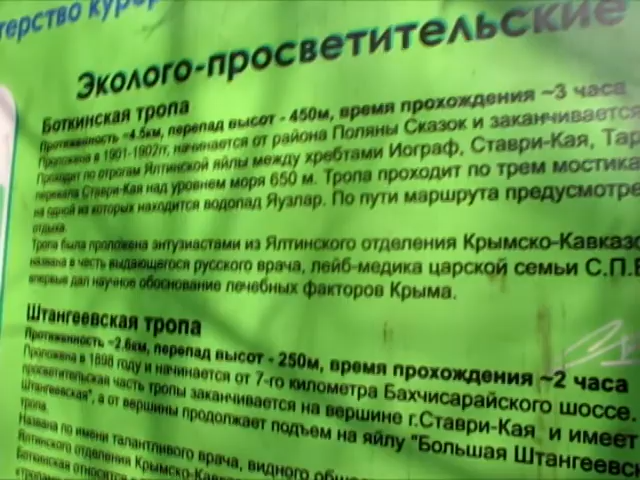 терство курор
Эколого-просветительские
Боткинская тропа
Протяженность ~4.5км, перепад высот - 450м, время прохождения ~3 часа
Проложена в 1901-1902гг, начинается от района Поляны Сказок и заканчивается
Проходит по отрогам Ялтинской яйлы между хребтами Иограф, Ставри-Кая, Тар
перевала Ставри-Кая над уровнем моря 650 м. Тропа проходит по трем мостика
на одной из которых находится водопад Яузлар. По пути маршрута предусмотре
отдыха.
Тропа была проложена энтузиастами из Ялтинского отделения Крымско-Кавказс
названа в честь выдающегося русского врача, лейб-медика царской семьи С.П.Б
впервые дал научное обоснование лечебных факторов Крыма.
Штангеевская тропа
Протяженность ~2.6км, перепад высот - 250м, время прохождения ~2 часа
Проложена в 1898 году и начинается от 7-го километра Бахчисарайского шоссе.
просветительская часть тропы заканчивается на вершине г.Ставри-Кая и имеет
Штангеевская", а от вершины продолжает подъем на яйлу "Большая Штангеевск
тропа.
Названа по имени талантливого врача, видного общ
Ялтинского отделения Крымско-Кавказ
Боткинская относится к
"тропам